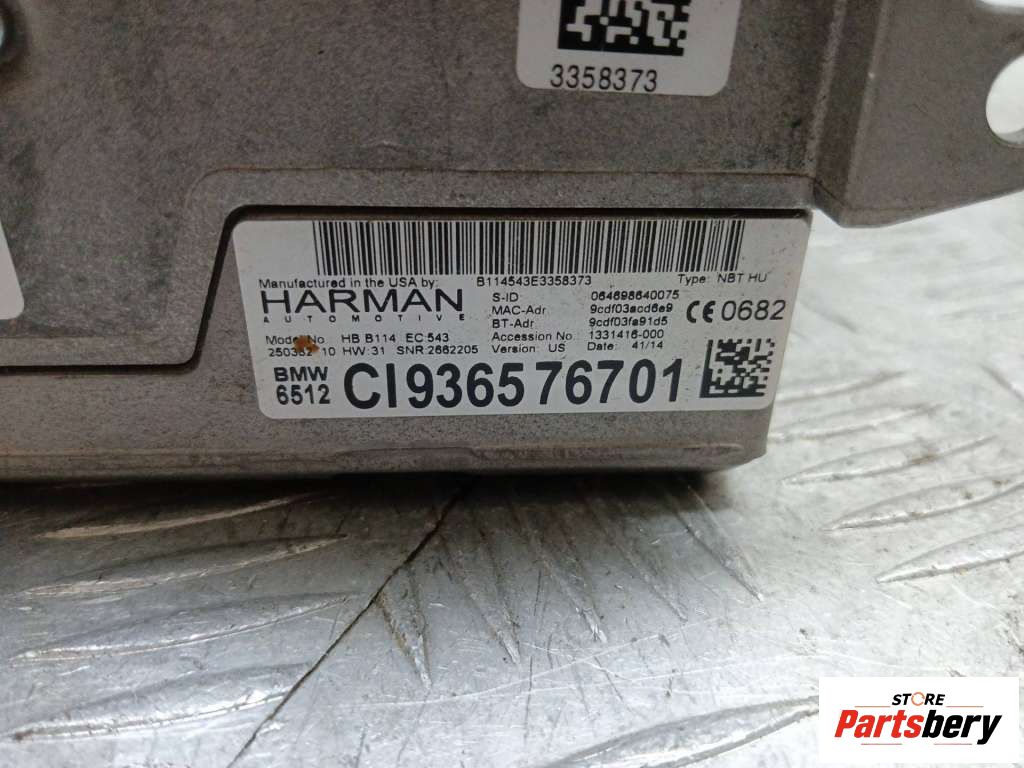 3358373
Manufactured in the USA by: B114543E3358373 Type: NBT HU
HARMAN
AUTOMOTIVE
S-ID 064698640075
MAC-Adr 9cdf03acd6e9
BT-Adr 9cdf03fa91d5
CE 0682
Model No HB B114 EC 543 Accession No. 1331416-000
10 HW:31 SNR:2662205 Version: US Date: 41/14
BMW
6512
CI936576701
STORE
Partsbery